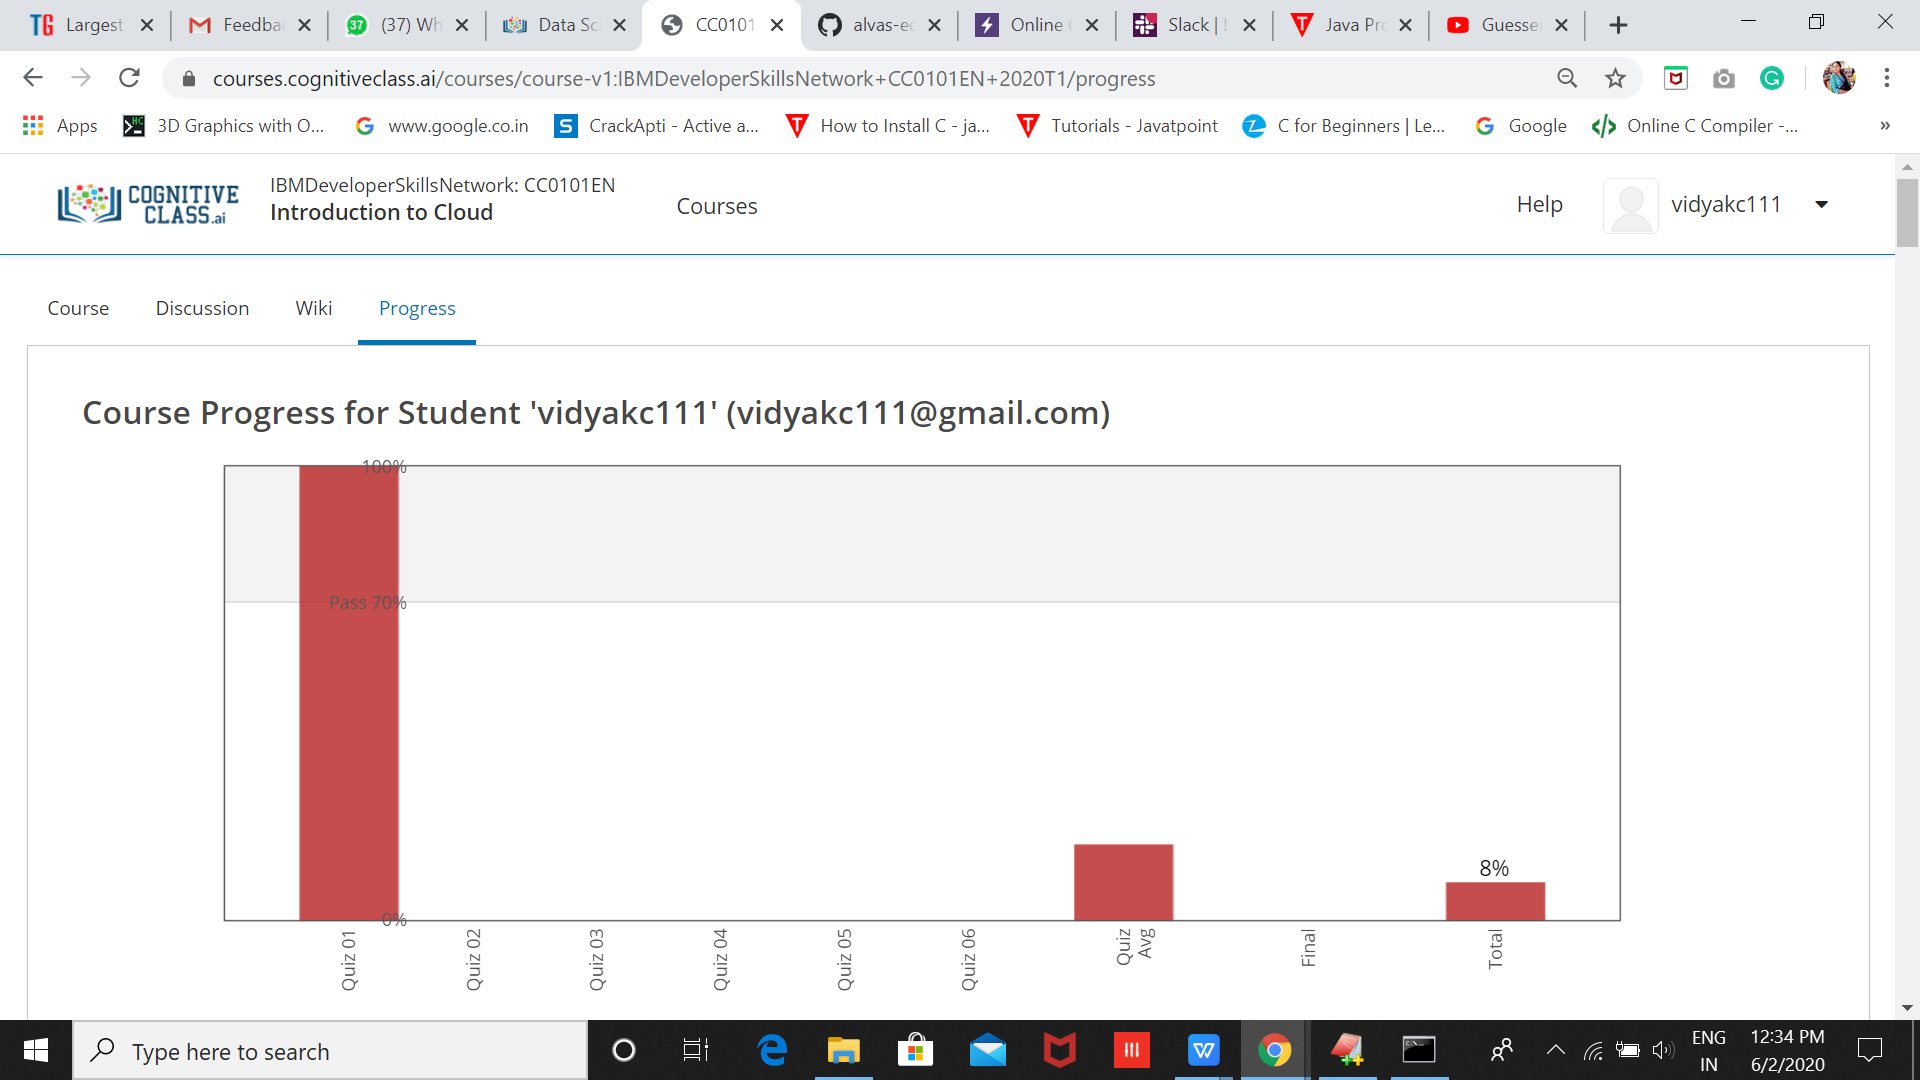 Largest
Feedba
(37) Wh
Data Sc
CC0101
alvas-ec
Online
Slack |
Java Pr
Guesse
courses.cognitiveclass.ai/courses/course-v1:IBMDeveloperSkillsNetwork+CC0101EN+2020T1/progress
Apps
3D Graphics with O...
www.google.co.in
CrackApti - Active a...
How to Install C - ja...
Tutorials - Javatpoint
C for Beginners | Le...
Google
Online C Compiler -...
»
COGNITIVE
CLASS.ai
IBMDeveloperSkillsNetwork: CC0101EN
Introduction to Cloud
Courses
Help
vidyakc111
Course
Discussion
Wiki
Progress
Course Progress for Student 'vidyakc111' (vidyakc111@gmail.com)
100%
Pass 70%
0%
8%
Quiz 01
Quiz 02
Quiz 03
Quiz 04
Quiz 05
Quiz 06
Quiz
Avg
Final
Total
Type here to search
ENG
IN
12:34 PM
6/2/2020